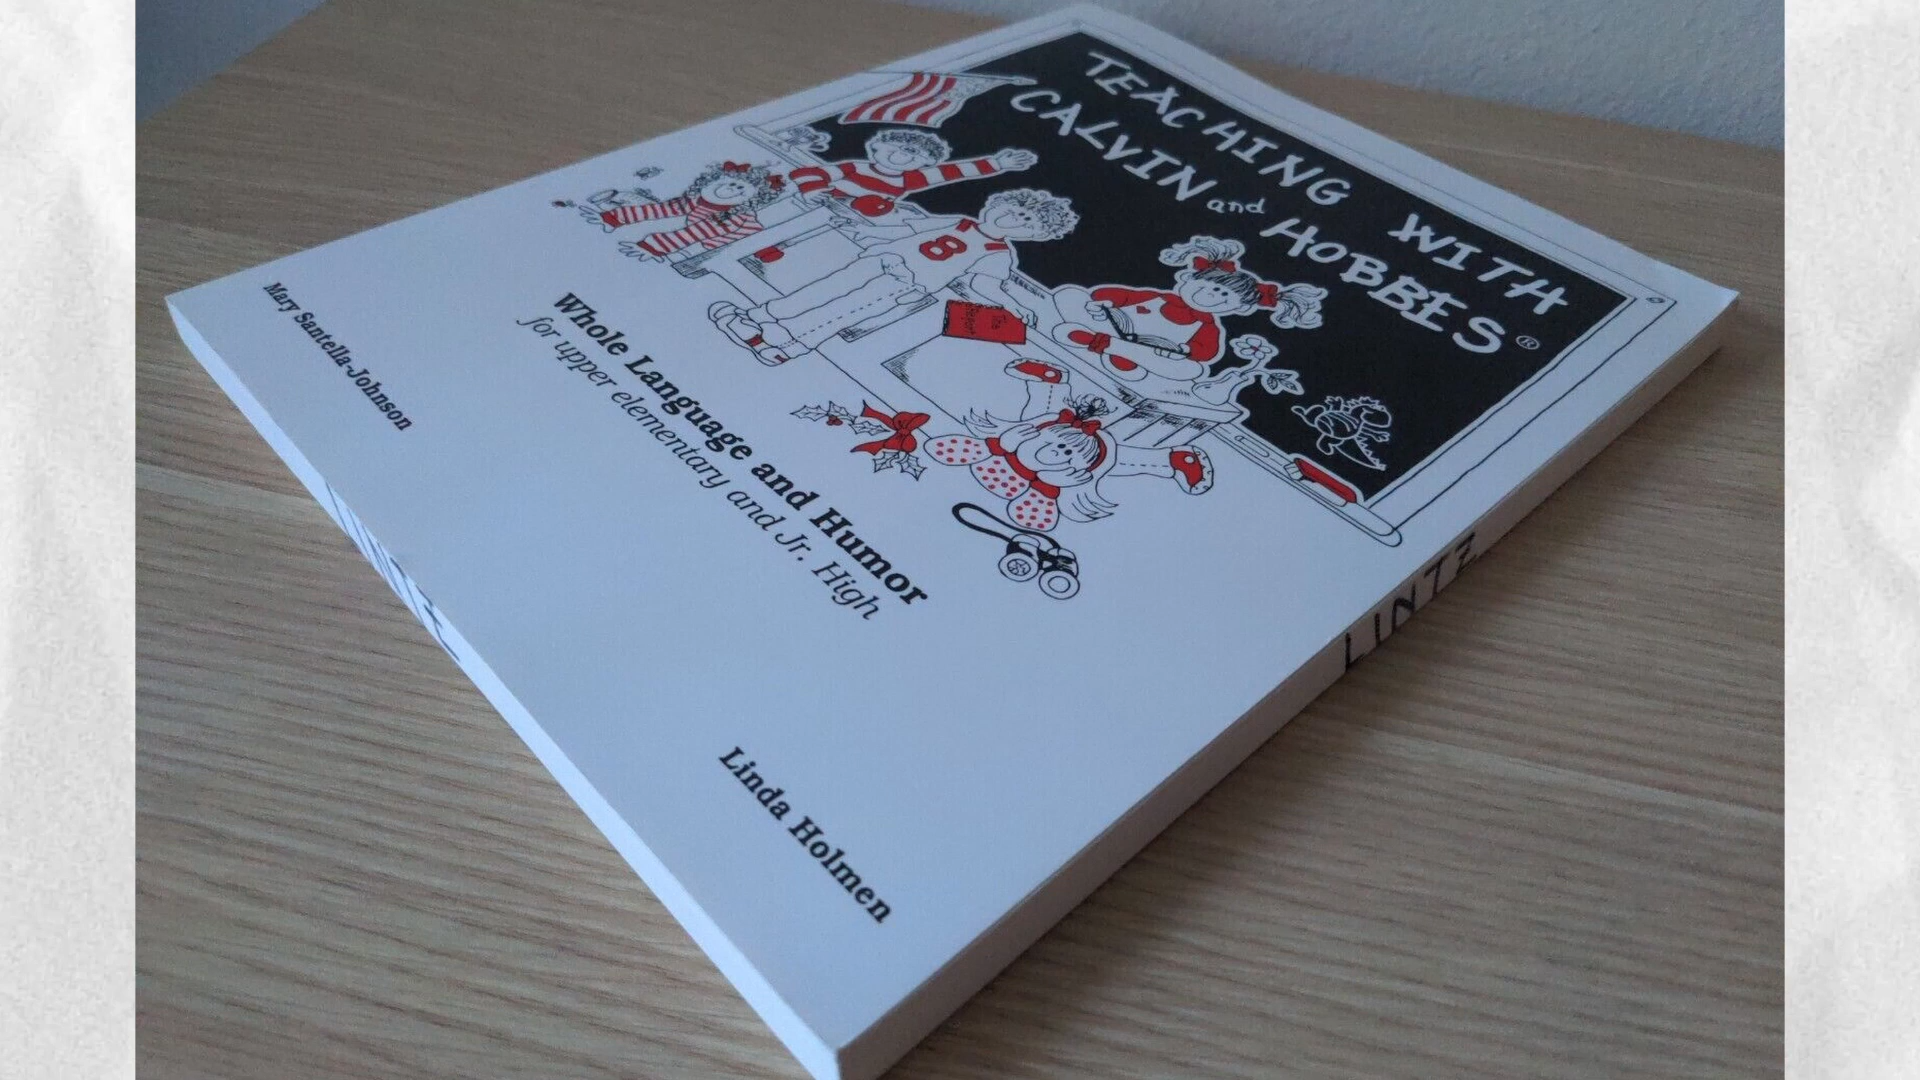 TEACHING WITH
CALVIN and HOBBES®
8
Whole Language and Humor
for upper elementary and Jr. High
Mary Santella-Johnson
Linda Holmen
LINTZ